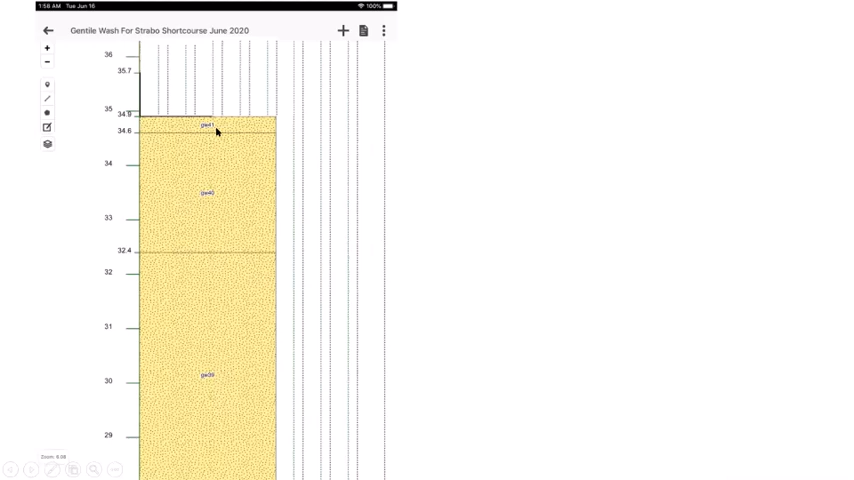 1:58 AM Tue Jun 16
100%
Gentile Wash For Strabo Shortcourse June 2020
36
35.7
35
34.9
34.6
gw41
34
gw40
33
32.4
32
31
gw39
30
29
Zoom: 6.08